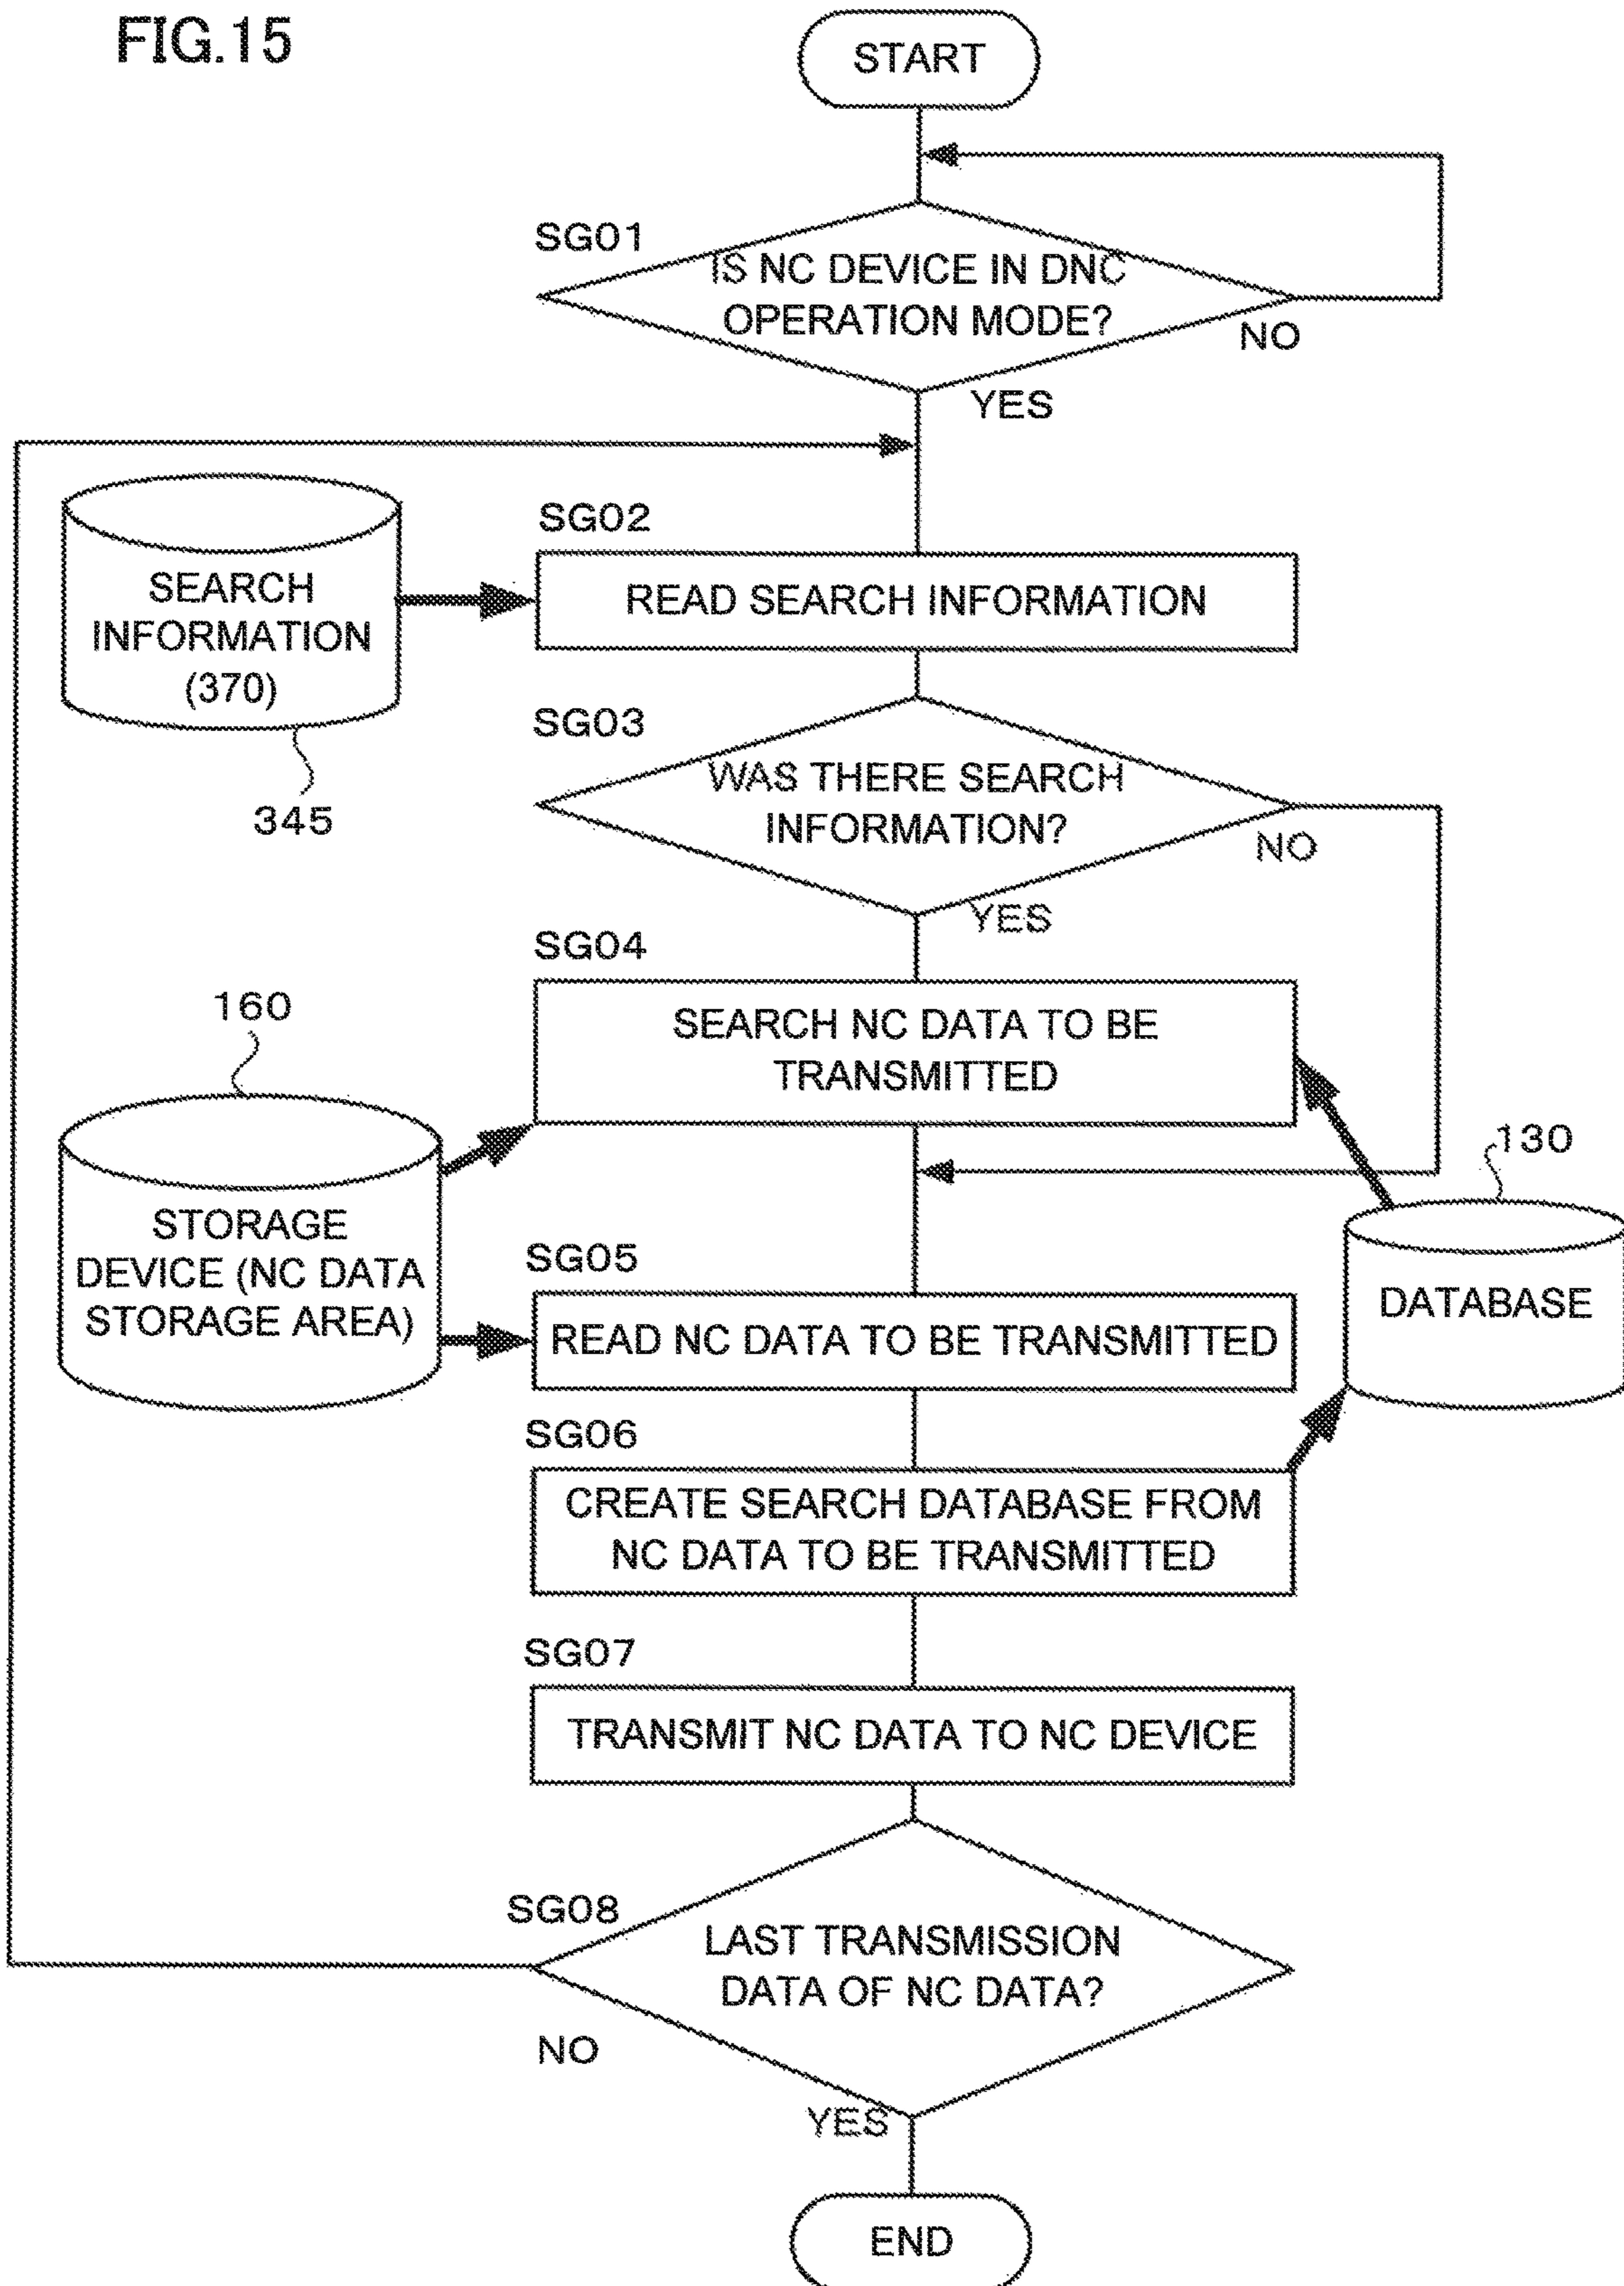 FIG.15
START
SG01
IS NC DEVICE IN DNC
OPERATION MODE?
NO
YES
SG02
SEARCH
INFORMATION
(370)
READ SEARCH INFORMATION
345
SG03
WAS THERE SEARCH
INFORMATION?
NO
YES
SG04
SEARCH NC DATA TO BE
TRANSMITTED
160
130
STORAGE
DEVICE (NC DATA
STORAGE AREA)
DATABASE
SG05
READ NC DATA TO BE TRANSMITTED
SG06
CREATE SEARCH DATABASE FROM
NC DATA TO BE TRANSMITTED
SG07
TRANSMIT NC DATA TO NC DEVICE
SG08
LAST TRANSMISSION
DATA OF NC DATA?
NO
YES
END